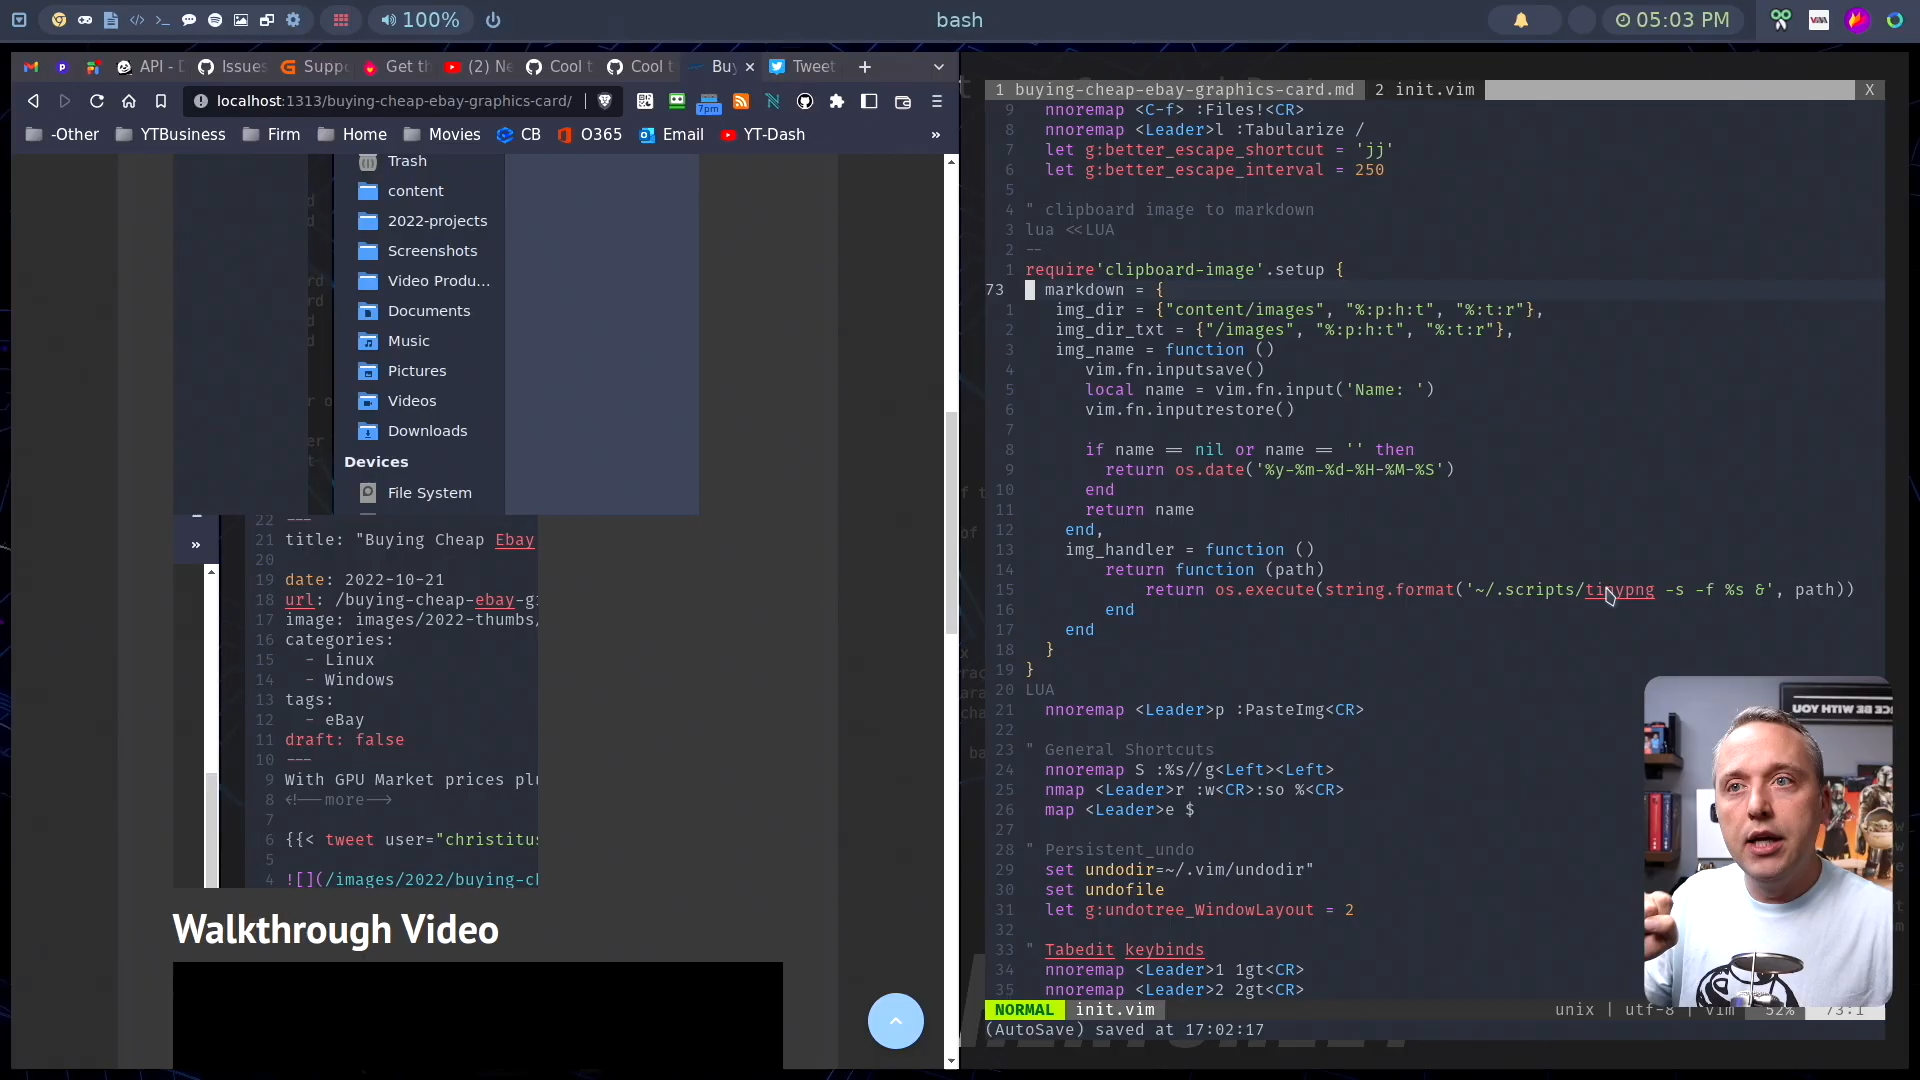 100%
bash
05:03 PM
API - D
Issues
Suppo
Get th
(2) Ne
Cool t
Cool t
Buy
Tweet
localhost:1313/buying-cheap-ebay-graphics-card/
7pm
-Other
YTBusiness
Firm
Home
Movies
CB
O365
Email
YT-Dash
»
Trash
content
2022-projects
Screenshots
Video Produ...
Documents
Music
Pictures
Videos
Downloads
Devices
File System
»
22 ---
21 title: "Buying Cheap Ebay
20
19 date: 2022-10-21
18 url: /buying-cheap-ebay-g
17 image: images/2022-thumbs/
16 categories:
15 - Linux
14 - Windows
13 tags:
12 - eBay
11 draft: false
10 ---
9 With GPU Market prices plu
8 <!--more-->
7
6 {{< tweet user="christitus
5
4 ![](/images/2022/buying-ch
Walkthrough Video
1 buying-cheap-ebay-graphics-card.md 2 init.vim X
9 nnoremap <C-f> :Files!<CR>
8 nnoremap <Leader>l :Tabularize /
7 let g:better_escape_shortcut = 'jj'
6 let g:better_escape_interval = 250
5
4 " clipboard image to markdown
3 lua <<LUA
2 --
1 require'clipboard-image'.setup {
73 markdown = {
1 img_dir = {"content/images", "%:p:h:t", "%:t:r"},
2 img_dir_txt = {"/images", "%:p:h:t", "%:t:r"},
3 img_name = function ()
4 vim.fn.inputsave()
5 local name = vim.fn.input('Name: ')
6 vim.fn.inputrestore()
7
8 if name == nil or name == '' then
9 return os.date('%y-%m-%d-%H-%M-%S')
10 end
11 return name
12 end,
13 img_handler = function ()
14 return function (path)
15 return os.execute(string.format('~/.scripts/tinypng -s -f %s &', path))
16 end
17 end
18 }
19 }
20 LUA
21 nnoremap <Leader>p :PasteImg<CR>
22
23 " General Shortcuts
24 nnoremap S :%s//g<Left><Left>
25 nmap <Leader>r :w<CR>:so %<CR>
26 map <Leader>e $
27
28 " Persistent_undo
29 set undodir=~/.vim/undodir"
30 set undofile
31 let g:undotree_WindowLayout = 2
32
33 " Tabedit keybinds
34 nnoremap <Leader>1 1gt<CR>
35 nnoremap <Leader>2 2gt<CR>
NORMAL init.vim unix | utf-8 | vim 52% 73:1
(AutoSave) saved at 17:02:17